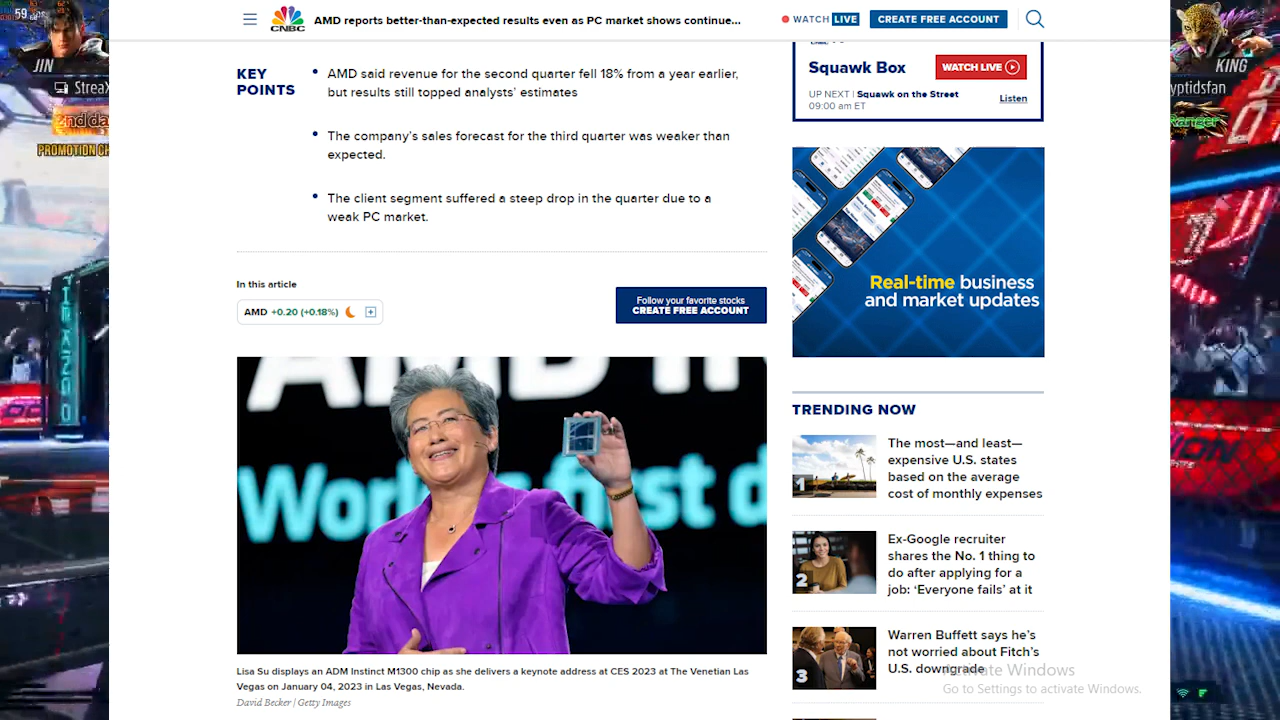 59 FPS
JIN
StreaX
2nd da
PROMOTION CH
CNBC
AMD reports better-than-expected results even as PC market shows continue...
WATCH LIVE
CREATE FREE ACCOUNT
KEY
POINTS
AMD said revenue for the second quarter fell 18% from a year earlier,
but results still topped analysts’ estimates
The company’s sales forecast for the third quarter was weaker than
expected.
The client segment suffered a steep drop in the quarter due to a
weak PC market.
In this article
AMD +0.20 (+0.18%)
Follow your favorite stocks
CREATE FREE ACCOUNT
AMD In
World's first d
Lisa Su displays an ADM Instinct M1300 chip as she delivers a keynote address at CES 2023 at The Venetian Las
Vegas on January 04, 2023 in Las Vegas, Nevada.
David Becker | Getty Images
Squawk Box
WATCH LIVE
UP NEXT | Squawk on the Street
09:00 am ET
Listen
Real-time business
and market updates
TRENDING NOW
1
The most—and least—
expensive U.S. states
based on the average
cost of monthly expenses
2
Ex-Google recruiter
shares the No. 1 thing to
do after applying for a
job: ‘Everyone fails’ at it
3
Warren Buffett says he’s
not worried about Fitch’s
U.S. downgrade
Activate Windows
Go to Settings to activate Windows.
KING
yptidsfan
Ranger